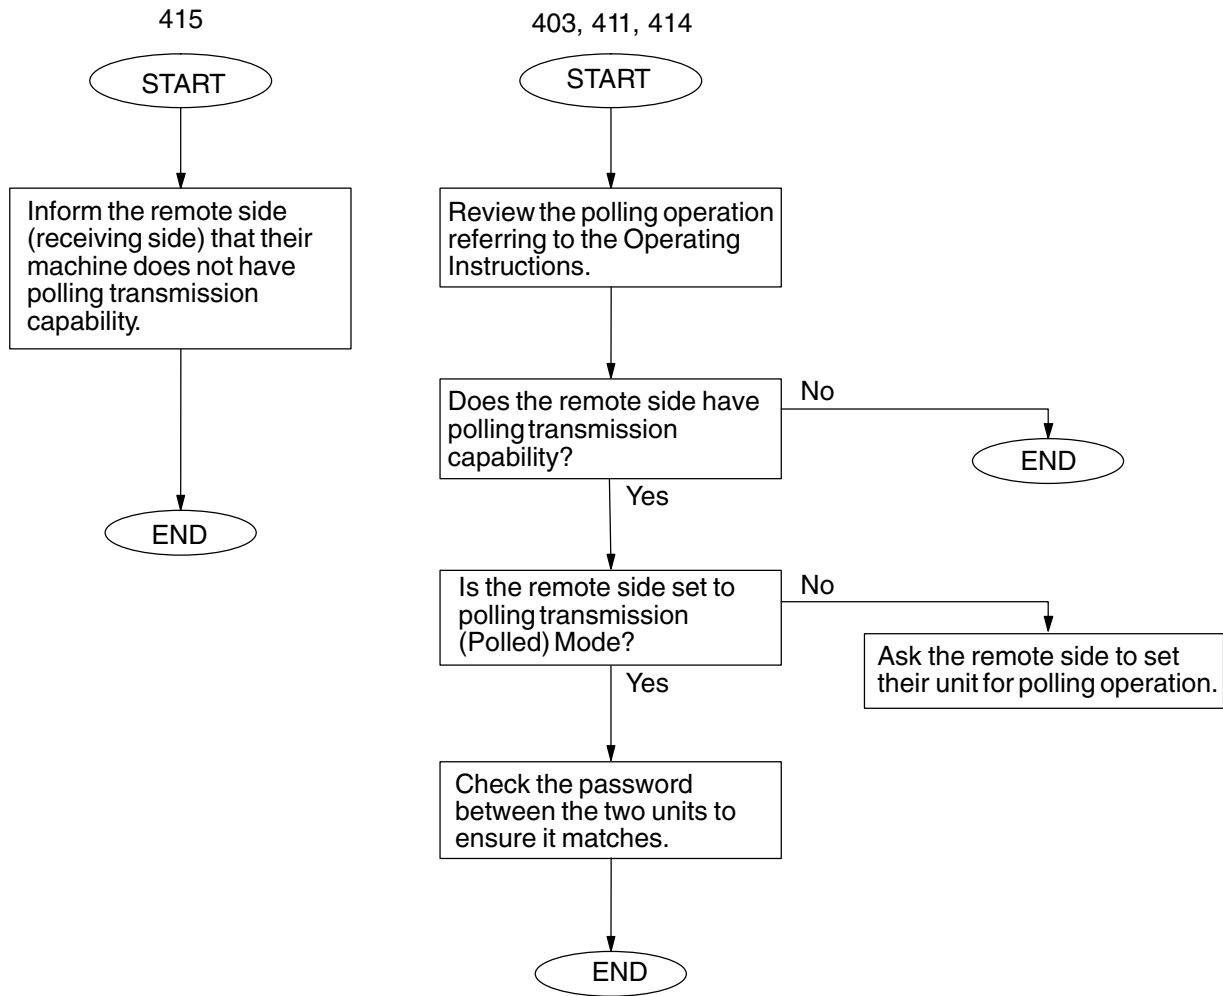 415
START
Inform the remote side
(receiving side) that their
machine does not have
polling transmission
capability.
END
403, 411, 414
START
Review the polling operation
referring to the Operating
Instructions.
Does the remote side have
polling transmission
capability?
No
END
Yes
Is the remote side set to
polling transmission
(Polled) Mode?
No
Ask the remote side to set
their unit for polling operation.
Yes
Check the password
between the two units to
ensure it matches.
END